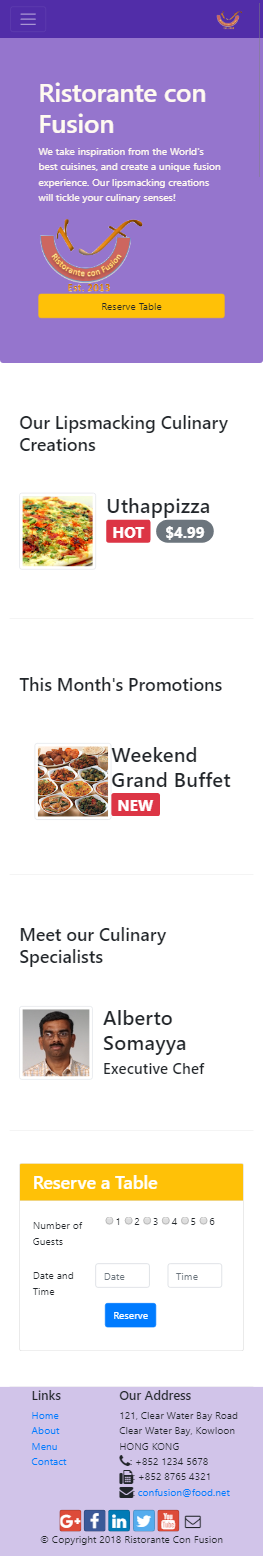 Ristorante con
Fusion
We take inspiration from the World's
best cuisines, and create a unique fusion
experience. Our lipsmacking creations
will tickle your culinary senses!
Ristorante con Fusion
Est. 2017
Reserve Table
Our Lipsmacking Culinary
Creations
Uthappizza
HOT $4.99
This Month's Promotions
Weekend
Grand Buffet
NEW
Meet our Culinary
Specialists
Alberto
Somayya
Executive Chef
Reserve a Table
Number of
Guests
1 2 3 4 5 6
Date and
Time
Date Time
Reserve
Links
Home
About
Menu
Contact
Our Address
121, Clear Water Bay Road
Clear Water Bay, Kowloon
HONG KONG
: +852 1234 5678
: +852 8765 4321
: confusion@food.net
G+ f in You Tube
© Copyright 2018 Ristorante Con Fusion